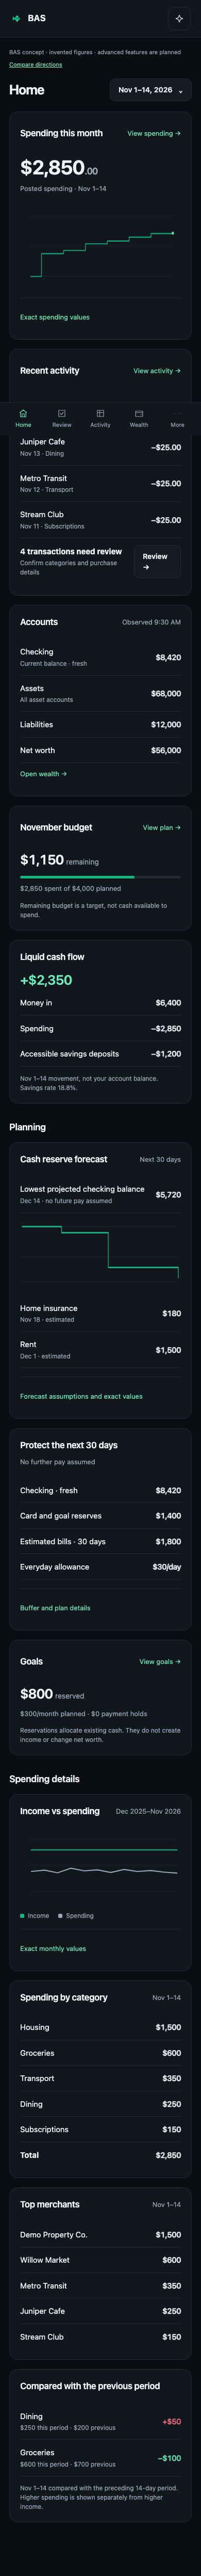 BAS
BAS concept · invented figures · advanced features are planned
Compare directions
Home
Nov 1–14, 2026
Spending this month
View spending →
$2,850.00
Posted spending · Nov 1–14
Exact spending values
Recent activity
View activity →
Home
Review
Activity
Wealth
More
Juniper Cafe
−$25.00
Nov 13 · Dining
Metro Transit
−$25.00
Nov 12 · Transport
Stream Club
−$25.00
Nov 11 · Subscriptions
4 transactions need review
Confirm categories and purchase
details
Review
→
Accounts
Observed 9:30 AM
Checking
$8,420
Current balance · fresh
Assets
$68,000
All asset accounts
Liabilities
$12,000
Net worth
$56,000
Open wealth →
November budget
View plan →
$1,150 remaining
$2,850 spent of $4,000 planned
Remaining budget is a target, not cash available to
spend.
Liquid cash flow
+$2,350
Money in
$6,400
Spending
−$2,850
Accessible savings deposits
−$1,200
Nov 1–14 movement, not your account balance.
Savings rate 18.8%.
Planning
Cash reserve forecast
Next 30 days
Lowest projected checking balance
$5,720
Dec 14 · no future pay assumed
Home insurance
$180
Nov 18 · estimated
Rent
$1,500
Dec 1 · estimated
Forecast assumptions and exact values
Protect the next 30 days
No further pay assumed
Checking · fresh
$8,420
Card and goal reserves
$1,400
Estimated bills · 30 days
$1,800
Everyday allowance
$30/day
Buffer and plan details
Goals
View goals →
$800 reserved
$300/month planned · $0 payment holds
Reservations allocate existing cash. They do not create
income or change net worth.
Spending details
Income vs spending
Dec 2025–Nov 2026
Income
Spending
Exact monthly values
Spending by category
Nov 1–14
Housing
$1,500
Groceries
$600
Transport
$350
Dining
$250
Subscriptions
$150
Total
$2,850
Top merchants
Nov 1–14
Demo Property Co.
$1,500
Willow Market
$600
Metro Transit
$350
Juniper Cafe
$250
Stream Club
$150
Compared with the previous period
Dining
+$50
$250 this period · $200 previous
Groceries
−$100
$600 this period · $700 previous
Nov 1–14 compared with the preceding 14-day period.
Higher spending is shown separately from higher
income.